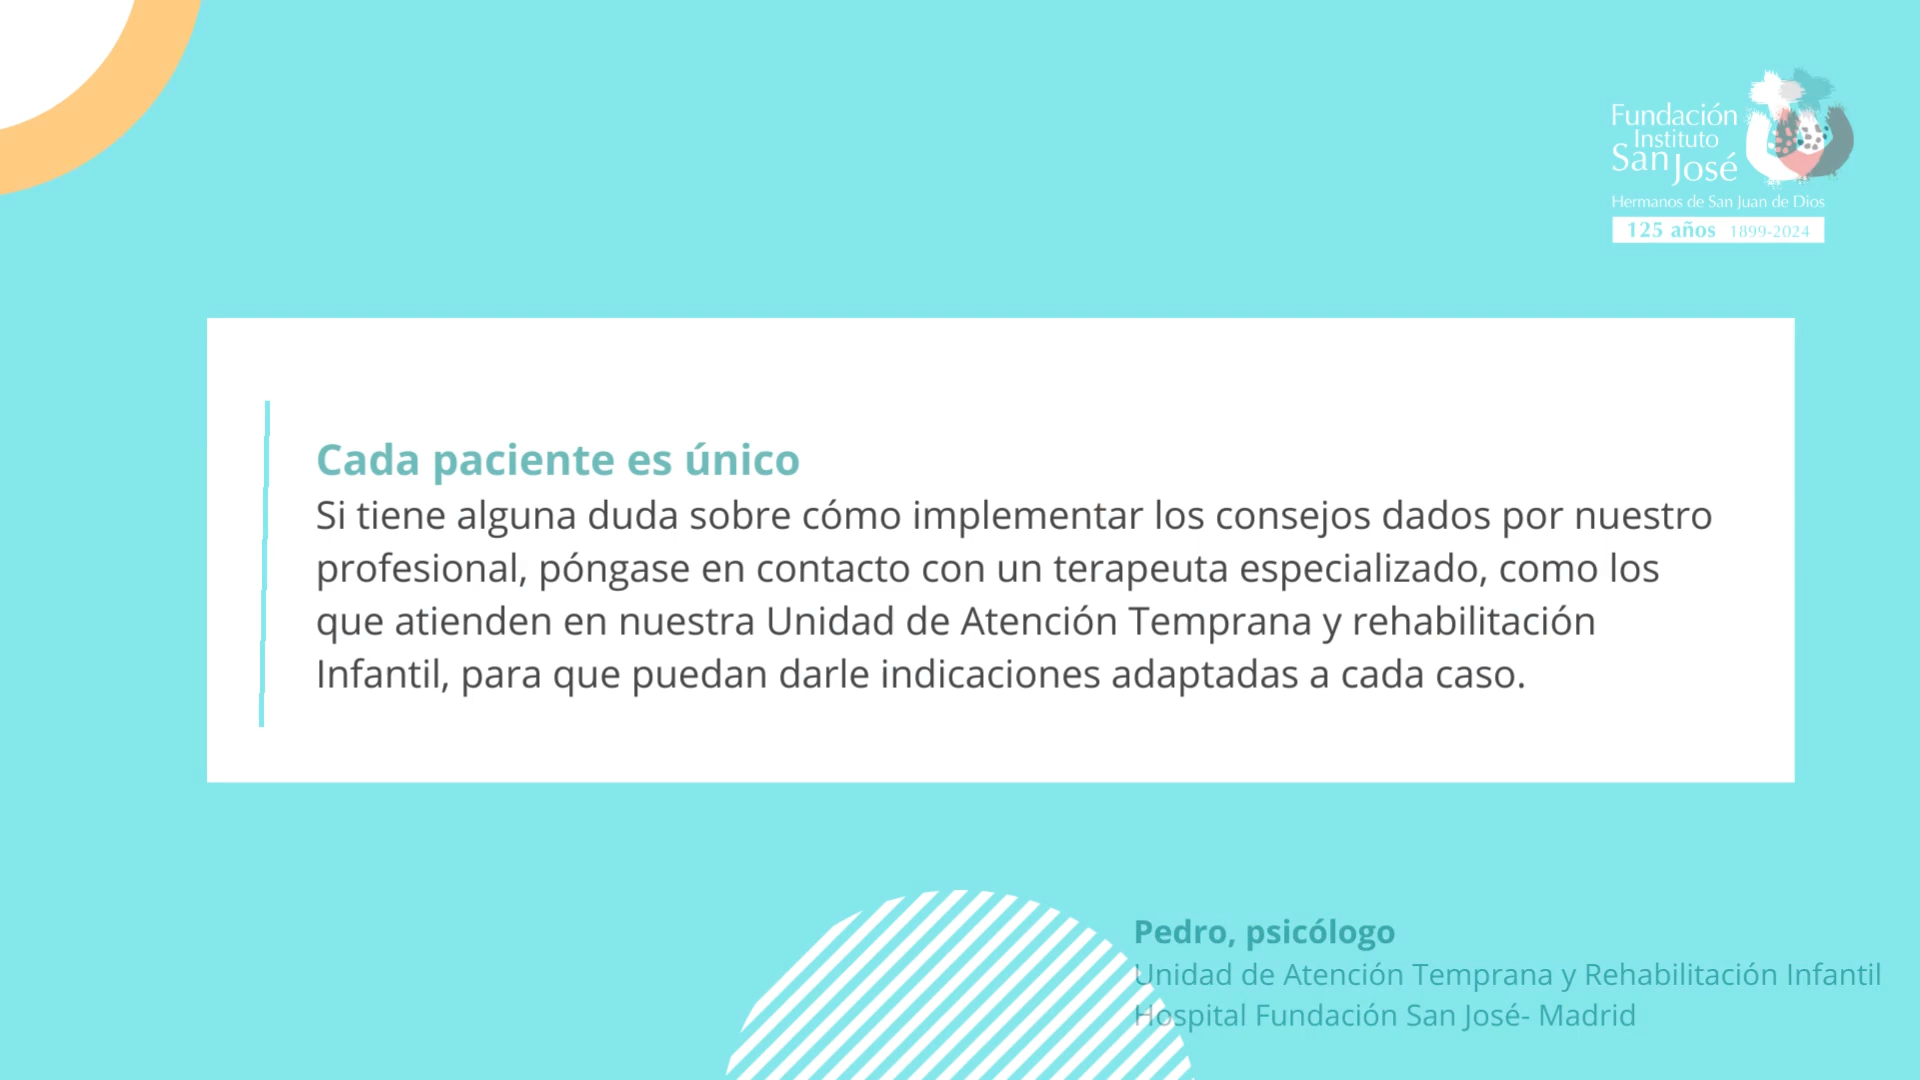 Fundación
Instituto
San José
Hermanos de San Juan de Dios
125 años 1899-2024
Cada paciente es único
Si tiene alguna duda sobre cómo implementar los consejos dados por nuestro
profesional, póngase en contacto con un terapeuta especializado, como los
que atienden en nuestra Unidad de Atención Temprana y rehabilitación
Infantil, para que puedan darle indicaciones adaptadas a cada caso.
Pedro, psicólogo
Unidad de Atención Temprana y Rehabilitación Infantil
Hospital Fundación San José- Madrid